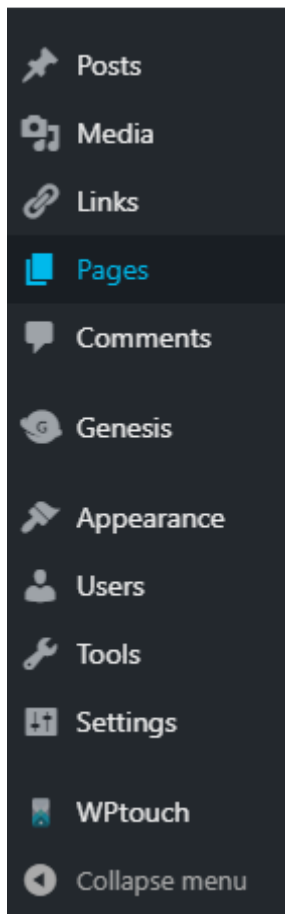 Posts
Media
Links
Pages
Comments
G Genesis
Appearance
Users
Tools
Settings
WPtouch
Collapse menu